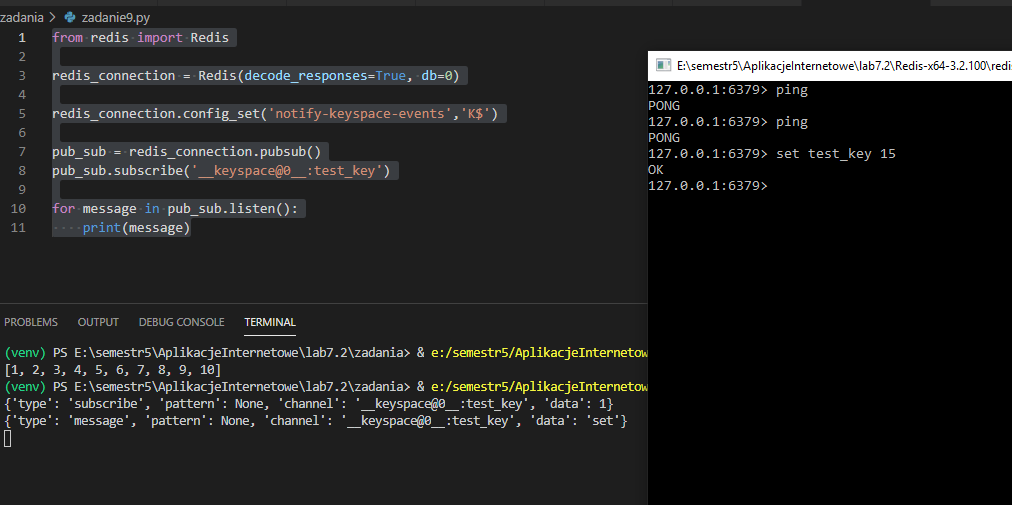 zadania > zadanie9.py
1 from redis import Redis
2
3 redis_connection = Redis(decode_responses=True, db=0)
4
5 redis_connection.config_set('notify-keyspace-events','K$')
6
7 pub_sub = redis_connection.pubsub()
8 pub_sub.subscribe('__keyspace@0__:test_key')
9
10 for message in pub_sub.listen():
11 ····print(message)
PROBLEMS OUTPUT DEBUG CONSOLE TERMINAL
(venv) PS E:\semestr5\AplikacjeInternetowe\lab7.2\zadania> & e:/semestr5/AplikacjeInternetow
[1, 2, 3, 4, 5, 6, 7, 8, 9, 10]
(venv) PS E:\semestr5\AplikacjeInternetowe\lab7.2\zadania> & e:/semestr5/AplikacjeInternetow
{'type': 'subscribe', 'pattern': None, 'channel': '__keyspace@0__:test_key', 'data': 1}
{'type': 'message', 'pattern': None, 'channel': '__keyspace@0__:test_key', 'data': 'set'}
E:\semestr5\AplikacjeInternetowe\lab7.2\Redis-x64-3.2.100\redis
127.0.0.1:6379> ping
PONG
127.0.0.1:6379> ping
PONG
127.0.0.1:6379> set test_key 15
OK
127.0.0.1:6379>